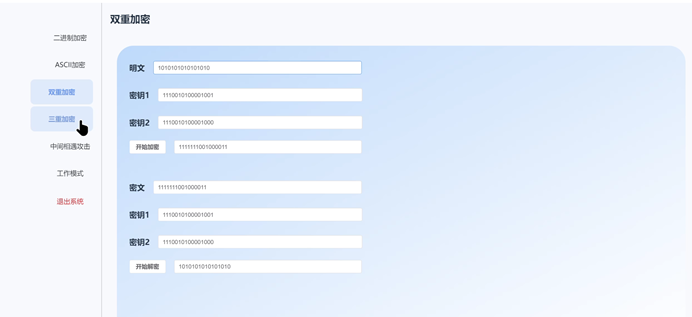 双重加密
二进制加密
ASCII加密
双重加密
三重加密
中间相遇攻击
工作模式
退出系统
明文 1010101010101010
密钥1 1110010100001001
密钥2 1110010100001000
开始加密 1111111001000011
密文 1111111001000011
密钥1 1110010100001001
密钥2 1110010100001000
开始解密 1010101010101010